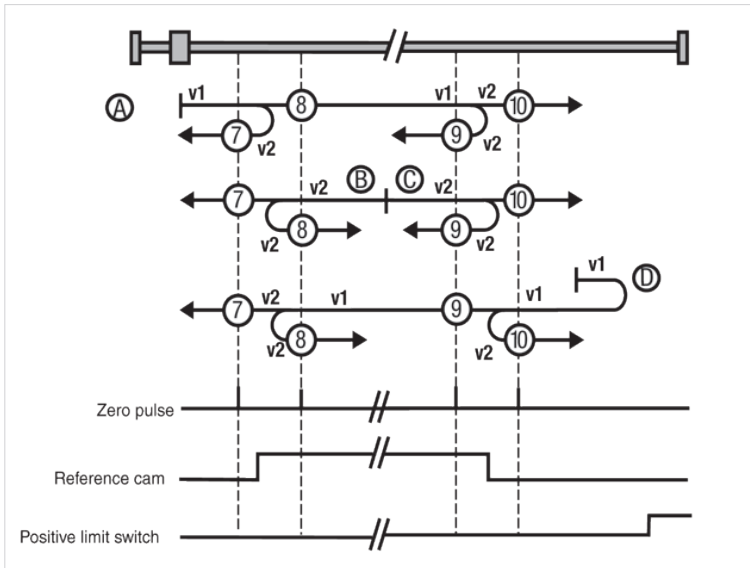 v1 8 v1 v2 10
A
7 v2 9 v2
B C
7 v2 v2 10
v2 8 9 v2
v1 D
7 v2 v1 9 v1
v2 8 v2 10
Zero pulse
Reference cam
Positive limit switch